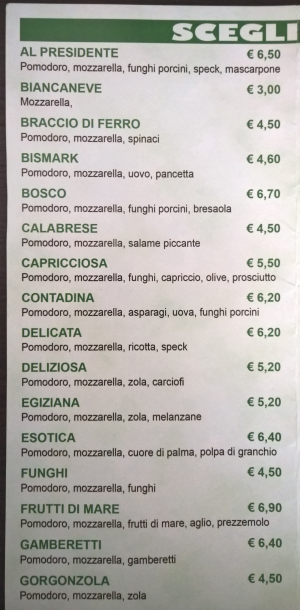 SCEGLI
AL PRESIDENTE € 6,50
Pomodoro, mozzarella, funghi porcini, speck, mascarpone
BIANCANEVE € 3,00
Mozzarella,
BRACCIO DI FERRO € 4,50
Pomodoro, mozzarella, spinaci
BISMARK € 4,60
Pomodoro, mozzarella, uovo, pancetta
BOSCO € 6,70
Pomodoro, mozzarella, funghi porcini, bresaola
CALABRESE € 4,50
Pomodoro, mozzarella, salame piccante
CAPRICCIOSA € 5,50
Pomodoro, mozzarella, funghi, capriccio, olive, prosciutto
CONTADINA € 6,20
Pomodoro, mozzarella, asparagi, uova, funghi porcini
DELICATA € 6,20
Pomodoro, mozzarella, ricotta, speck
DELIZIOSA € 5,20
Pomodoro, mozzarella, zola, carciofi
EGIZIANA € 5,20
Pomodoro, mozzarella, zola, melanzane
ESOTICA € 6,40
Pomodoro, mozzarella, cuore di palma, polpa di granchio
FUNGHI € 4,50
Pomodoro, mozzarella, funghi
FRUTTI DI MARE € 6,90
Pomodoro, mozzarella, frutti di mare, aglio, prezzemolo
GAMBERETTI € 6,40
Pomodoro, mozzarella, gamberetti
GORGONZOLA € 4,50
Pomodoro, mozzarella, zola